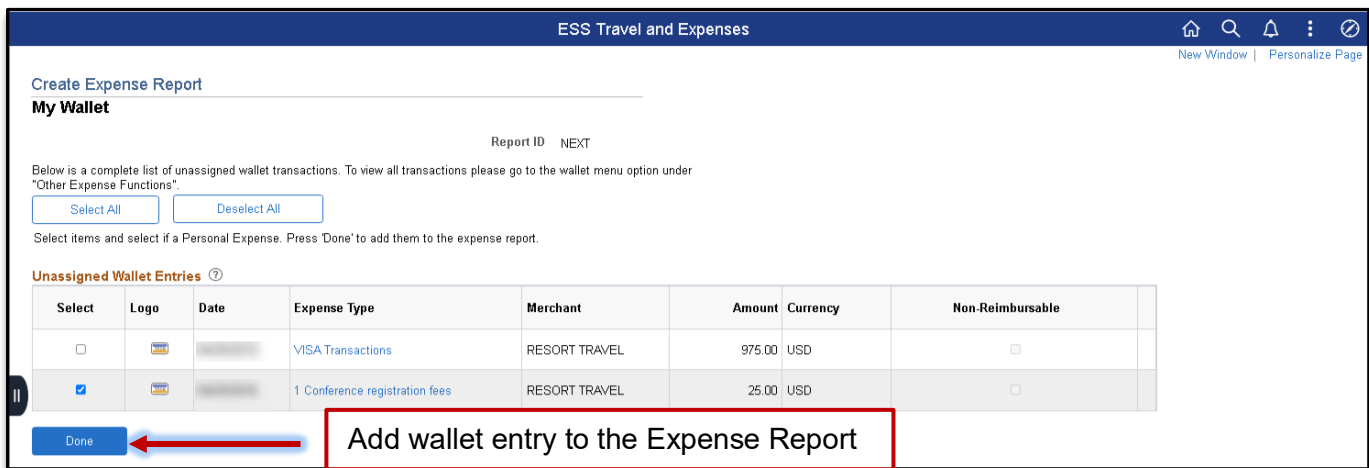 ESS Travel and Expenses
New Window | Personalize Page
Create Expense Report
My Wallet
Report ID NEXT
Below is a complete list of unassigned wallet transactions. To view all transactions please go to the wallet menu option under
"Other Expense Functions".
Select All Deselect All
Select items and select if a Personal Expense. Press 'Done' to add them to the expense report.
Unassigned Wallet Entries
Select Logo Date Expense Type Merchant Amount Currency Non-Reimbursable
VISA Transactions RESORT TRAVEL 975.00 USD
1 Conference registration fees RESORT TRAVEL 25.00 USD
Done
Add wallet entry to the Expense Report